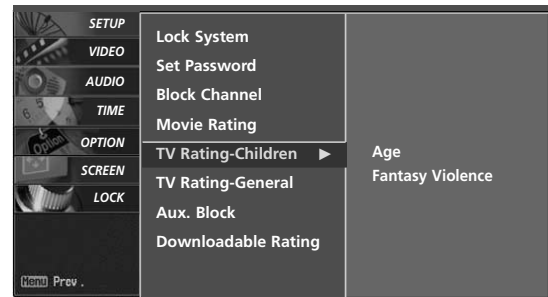 SETUP
VIDEO
AUDIO
TIME
OPTION
SCREEN
LOCK
Menu Prev.
Lock System
Set Password
Block Channel
Movie Rating
TV Rating-Children ►
TV Rating-General
Aux. Block
Downloadable Rating
Age
Fantasy Violence